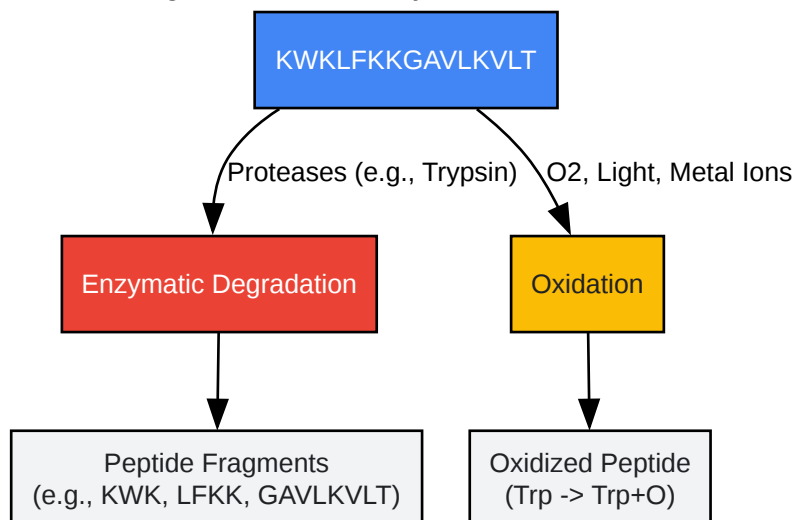 KWKLFKKGAVLKVLT
Proteases (e.g., Trypsin)
O2, Light, Metal Ions
Enzymatic Degradation
Oxidation
Peptide Fragments
(e.g., KWK, LFKK, GAVLKVLT)
Oxidized Peptide
(Trp -> Trp+O)